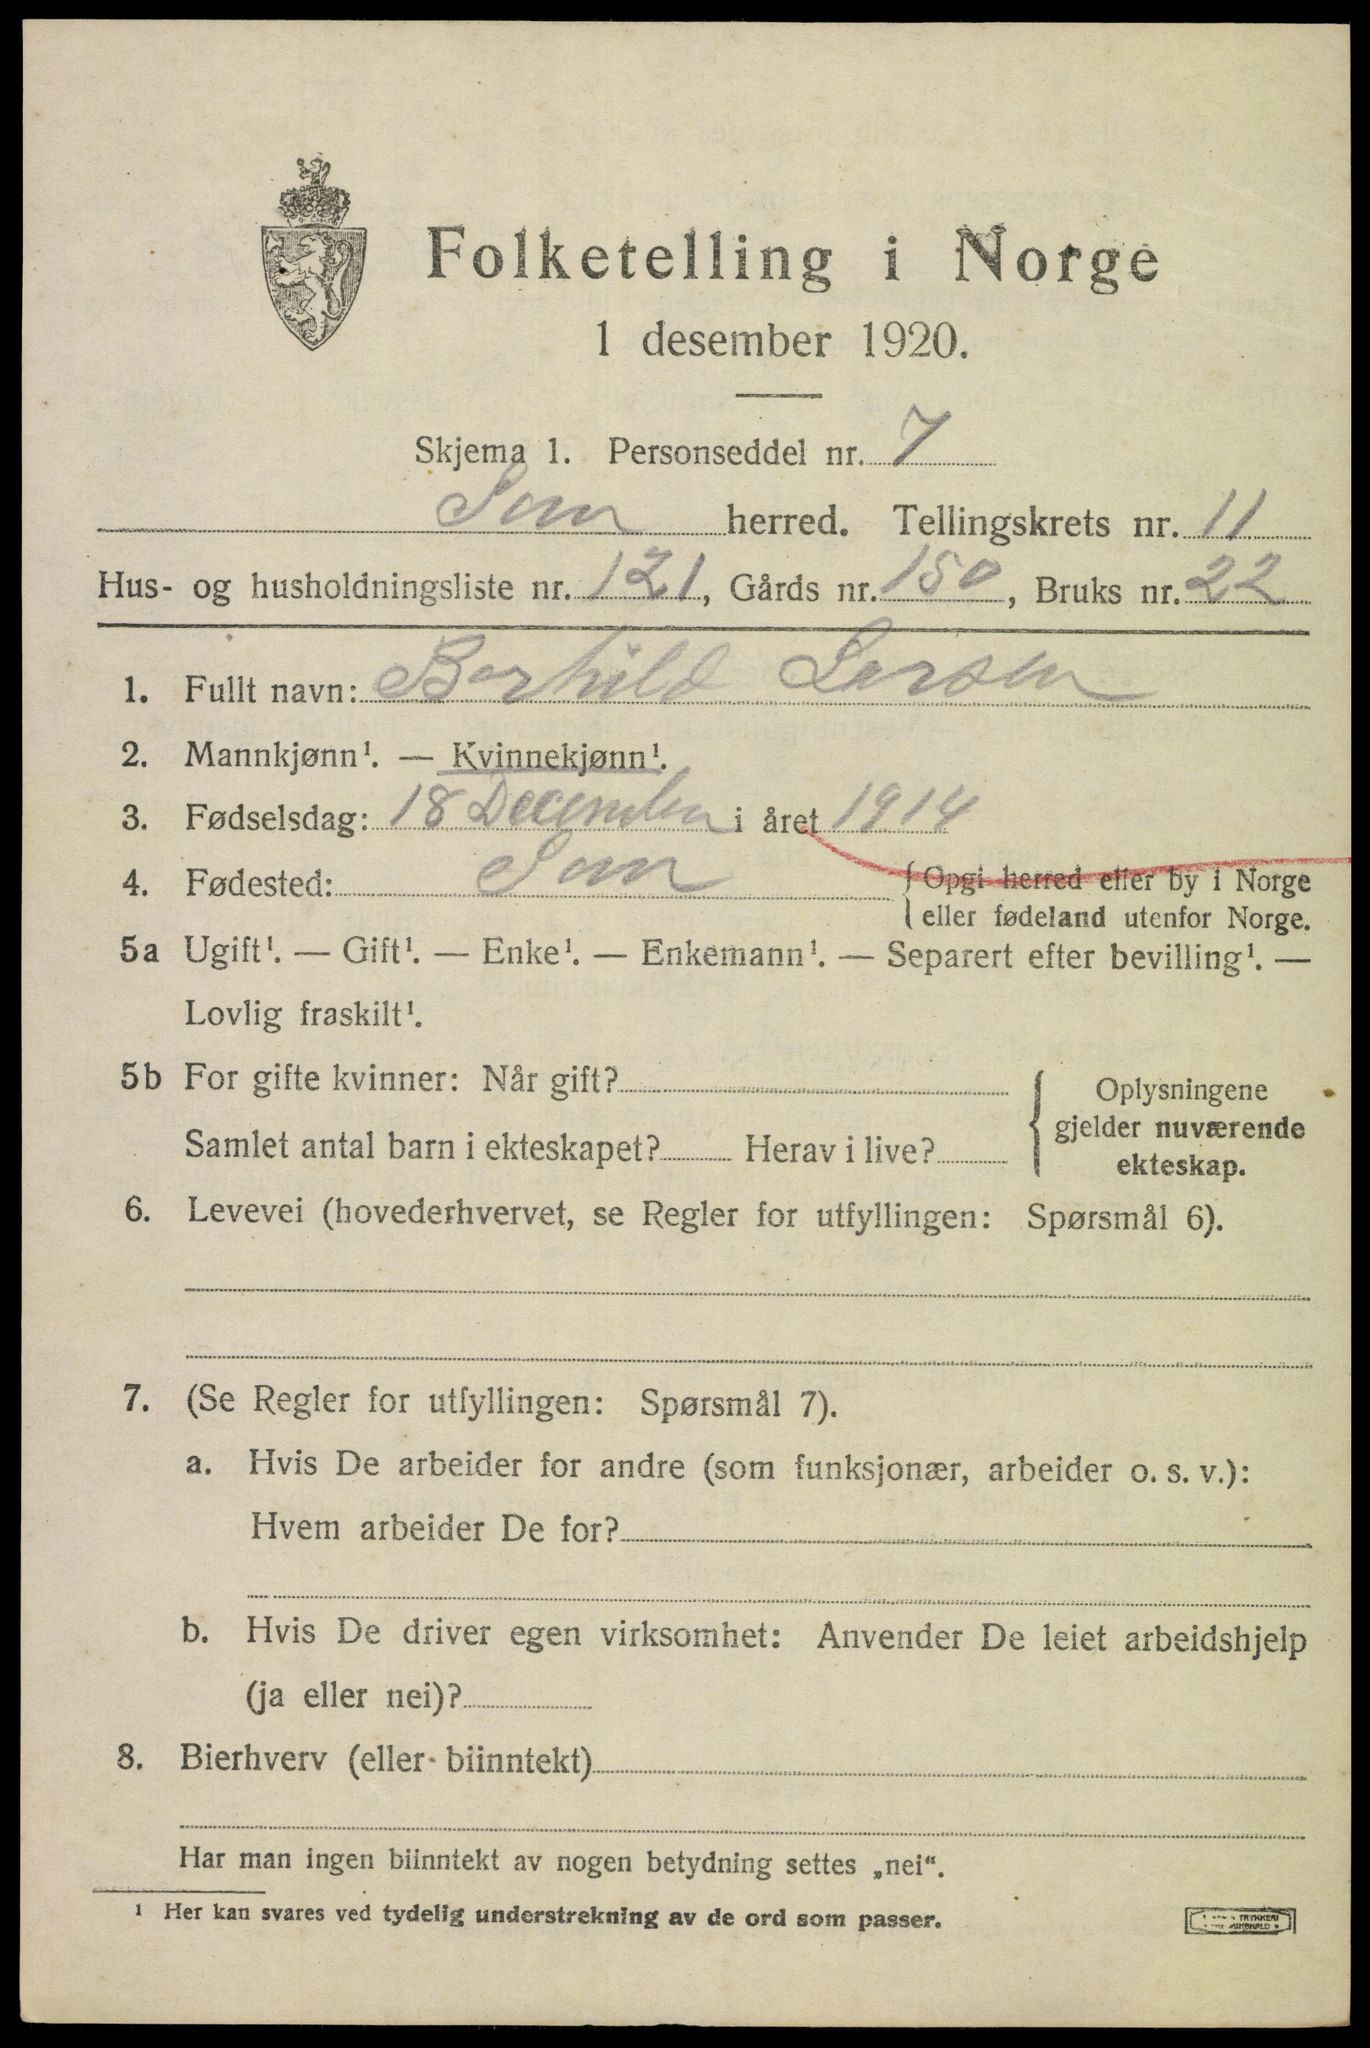 Folketelling i Norge
1 desember 1920.
Skjema 1. Personseddel nr. 7
Sem herred. Tellingskrets nr. 11
Hus- og husholdningsliste nr. 121, Gårds nr. 150, Bruks nr. 22
1. Fullt navn: Borhild Larsen
2. Mannkjønn¹. — Kvinnekjønn¹.
3. Fødselsdag: 18 December i året 1914
4. Fødested: Sem {Opgi herred eller by i Norge
eller fødeland utenfor Norge.
5a Ugift¹. — Gift¹. — Enke¹. — Enkemann¹. — Separert efter bevilling¹. —
Lovlig fraskilt¹.
5b For gifte kvinner: Når gift?
Samlet antal barn i ekteskapet? Herav i live?
Oplysningene
gjelder nuværende
ekteskap.
6. Levevei (hovederhvervet, se Regler for utfyllingen: Spørsmål 6).
7. (Se Regler for utfyllingen: Spørsmål 7).
a. Hvis De arbeider for andre (som funksjonær, arbeider o. s. v.):
Hvem arbeider De for?
b. Hvis De driver egen virksomhet: Anvender De leiet arbeidshjelp
(ja eller nei)?
8. Bierhverv (eller biinntekt)
Har man ingen biinntekt av nogen betydning settes „nei“.
¹ Her kan svares ved tydelig understrekning av de ord som passer.